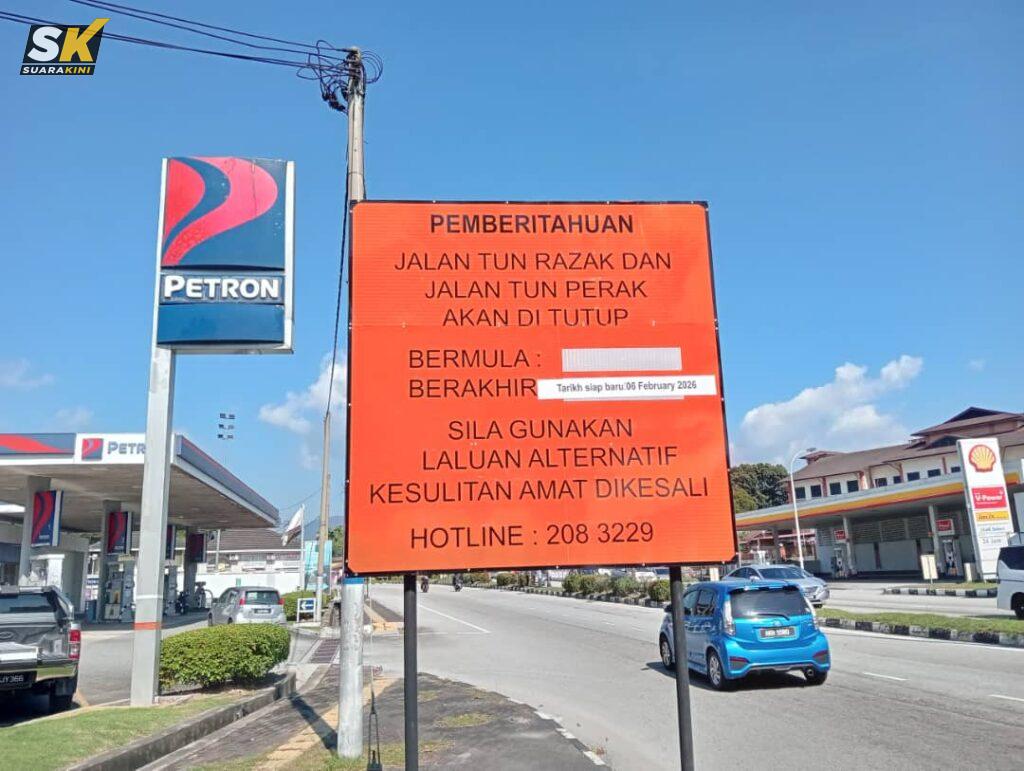 SK
SUARAKINI
PETRON
PEMBERITAHUAN
JALAN TUN RAZAK DAN
JALAN TUN PERAK
AKAN DI TUTUP
BERMULA :
BERAKHIR Tarikh siap baru:06 February 2026
SILA GUNAKAN
LALUAN ALTERNATIF
KESULITAN AMAT DIKESALI
HOTLINE : 208 3229
PETR
V-Power